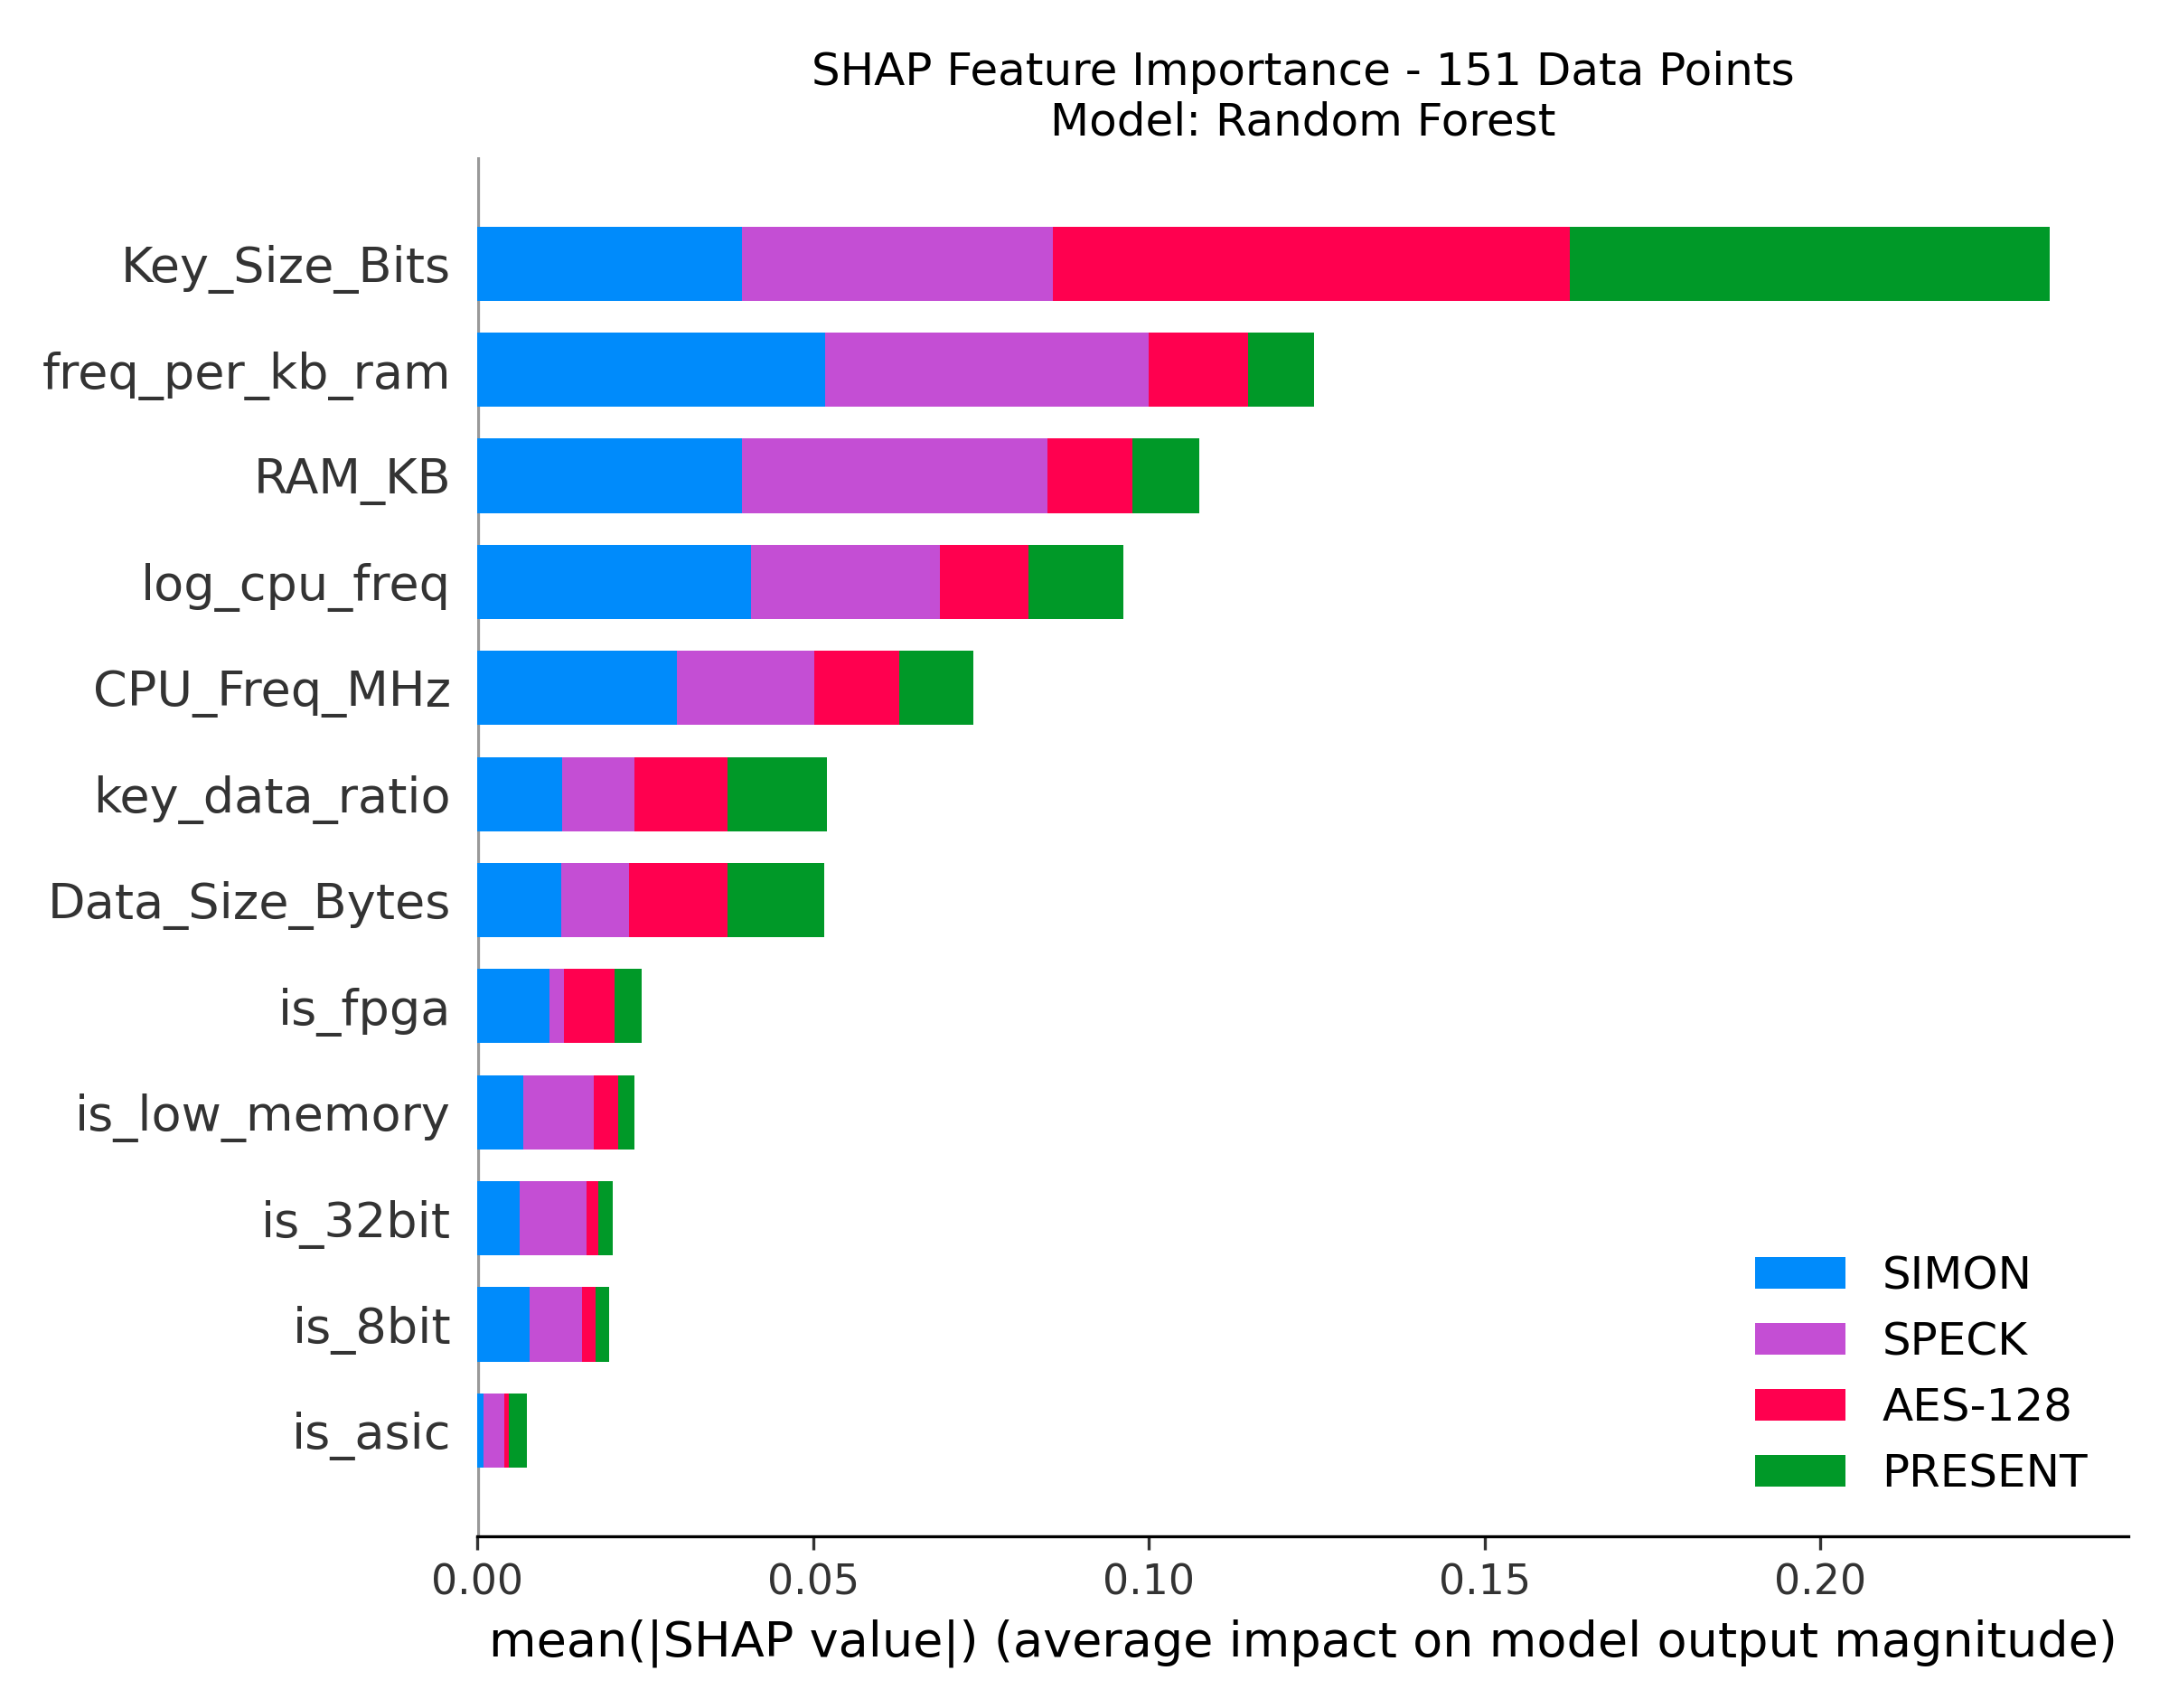 SHAP Feature Importance - 151 Data Points
Model: Random Forest
Key_Size_Bits
freq_per_kb_ram
RAM_KB
log_cpu_freq
CPU_Freq_MHz
key_data_ratio
Data_Size_Bytes
is_fpga
is_low_memory
is_32bit
is_8bit
is_asic
SIMON
SPECK
AES-128
PRESENT
0.00 0.05 0.10 0.15 0.20
mean(|SHAP value|) (average impact on model output magnitude)